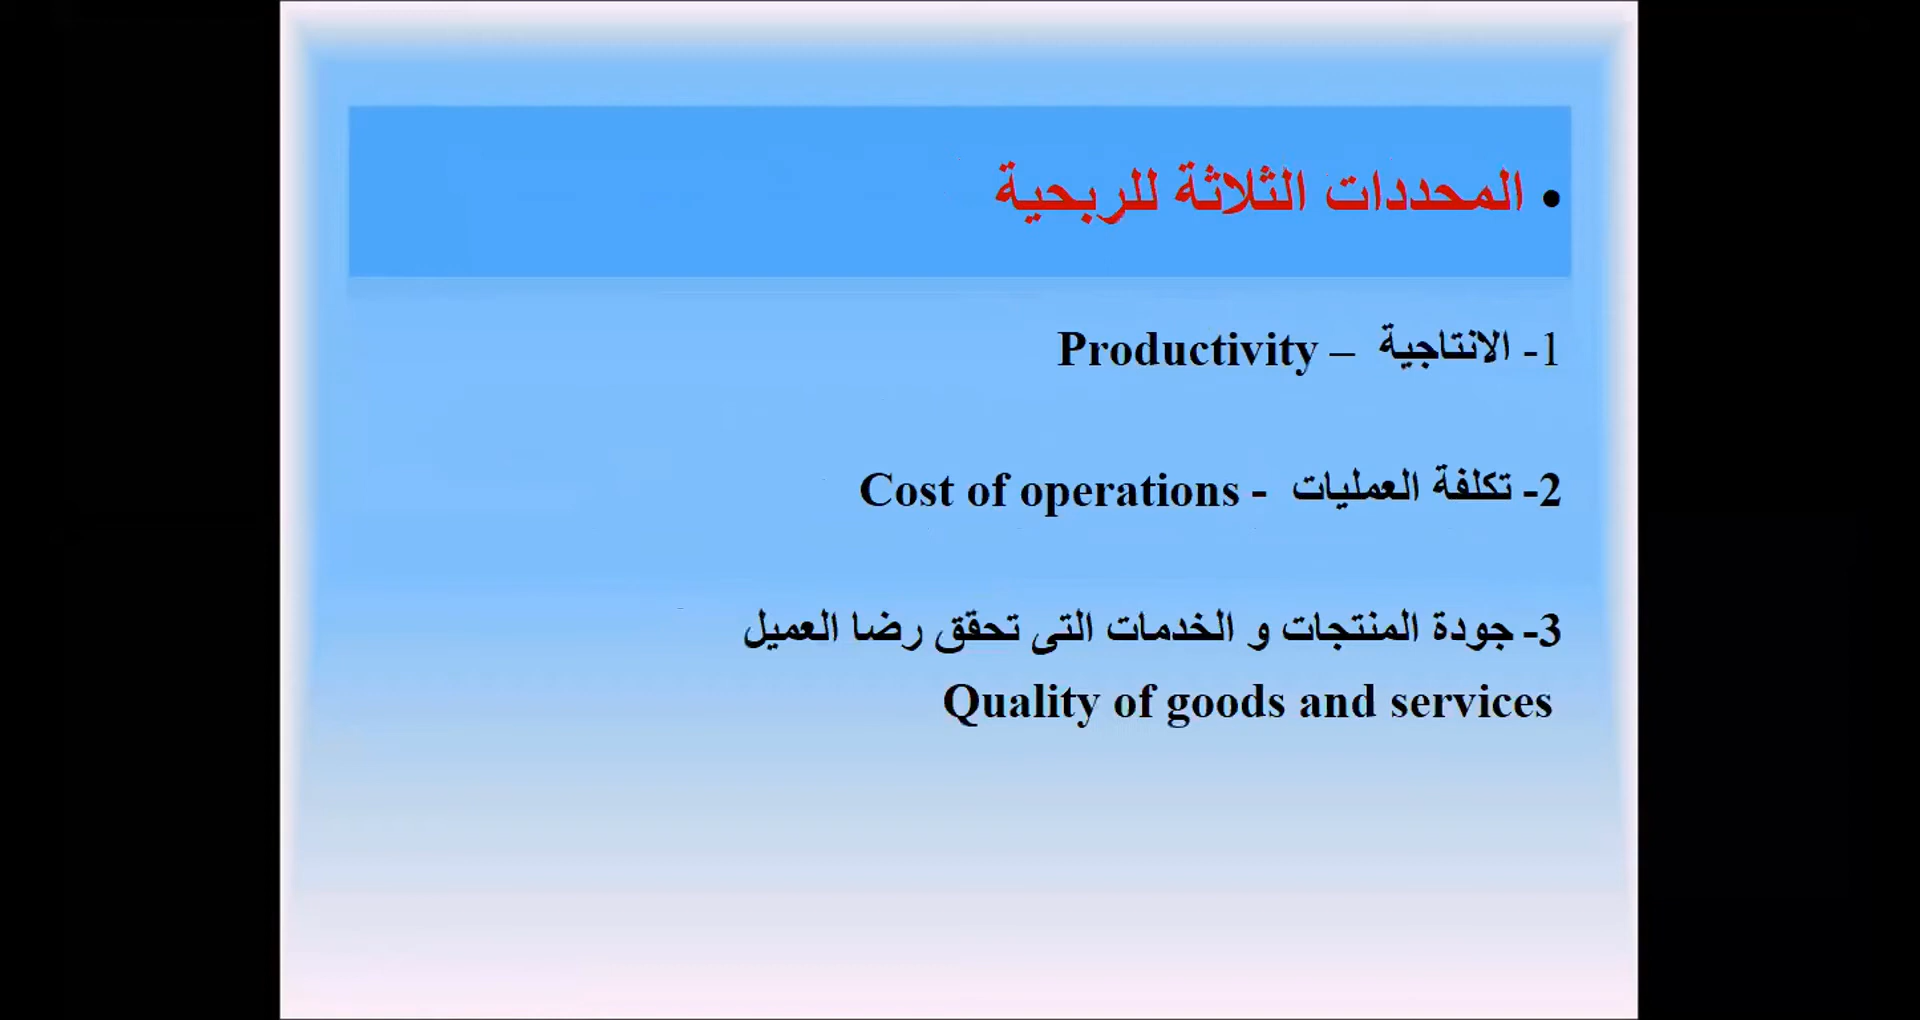 • المحددات الثلاثة للربحية
1- الانتاجية – Productivity
2- تكلفة العمليات - Cost of operations
3- جودة المنتجات و الخدمات التى تحقق رضا العميل
Quality of goods and services